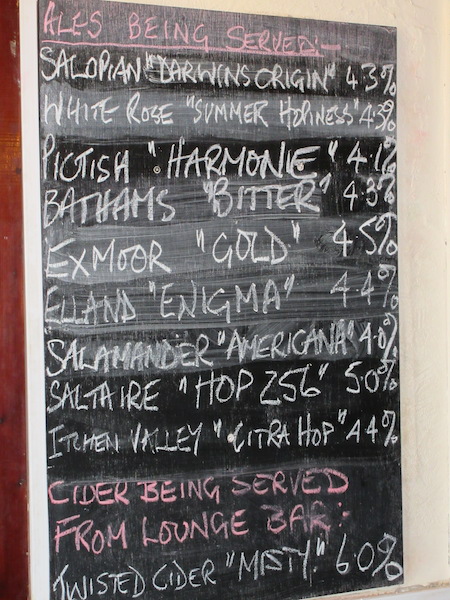 ALES BEING SERVED:-
SALOPIAN "DARWINS ORIGIN" 4.3%
WHITE ROSE "SUMMER HOPINESS" 4.3%
PICTISH "HARMONIE" 4.1%
BATHAMS "BITTER" 4.3%
EXMOOR "GOLD" 4.5%
ELLAND "ENIGMA" 4.4%
SALAMANDER "AMERICANA" 4.0%
SALTAIRE "HOP 256" 5.0%
ITCHEN VALLEY "CITRA HOP" 4.4%
CIDER BEING SERVED
FROM LOUNGE BAR:
TWISTED CIDER "MISTY" 6.0%